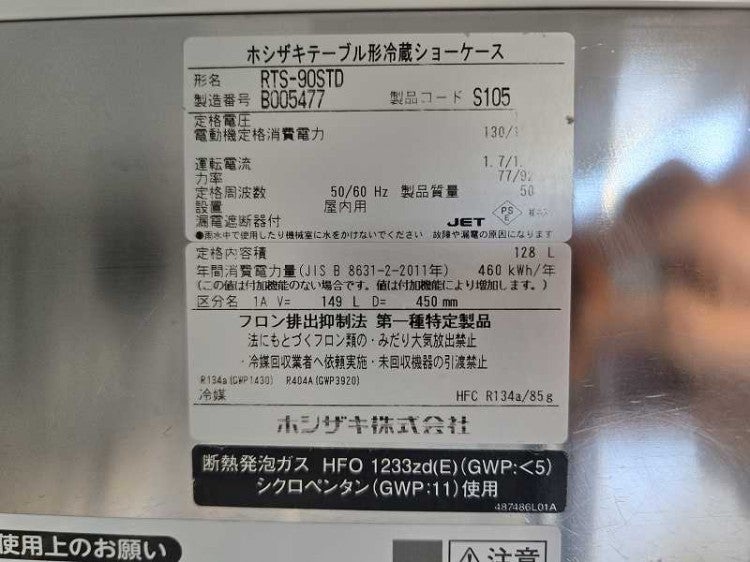 ホシザキテーブル形冷蔵ショーケース
形名 RTS-90STD
製造番号 B005477 製品コード S105
定格電圧
電動機定格消費電力 130/1
運転電流 1.7/1.
力率 77/92
定格周波数 50/60 Hz 製品質量 50
設置 屋内用
漏電遮断器付 JET PSE
●雨水中で使用したり機械室に水をかけないでください 故障や漏電の原因になります
定格内容積 128 L
年間消費電力量(JIS B 8631-2-2011年) 460 kWh/年
(この値は付加機能のない場合です。値は付加機能により増加します。)
区分名 1A V= 149 L D= 450 mm
フロン排出抑制法 第一種特定製品
法にもとづくフロン類の・みだり大気放出禁止
・冷媒回収業者へ依頼実施・未回収機器の引渡禁止
R134a(GWP1430) R404A(GWP3920)
冷媒 HFC R134a/85g
ホシザキ株式会社
断熱発泡ガス HFO 1233zd(E)(GWP:<5)
シクロペンタン(GWP:11)使用
487486L01A
使用上のお願い
⚠注意